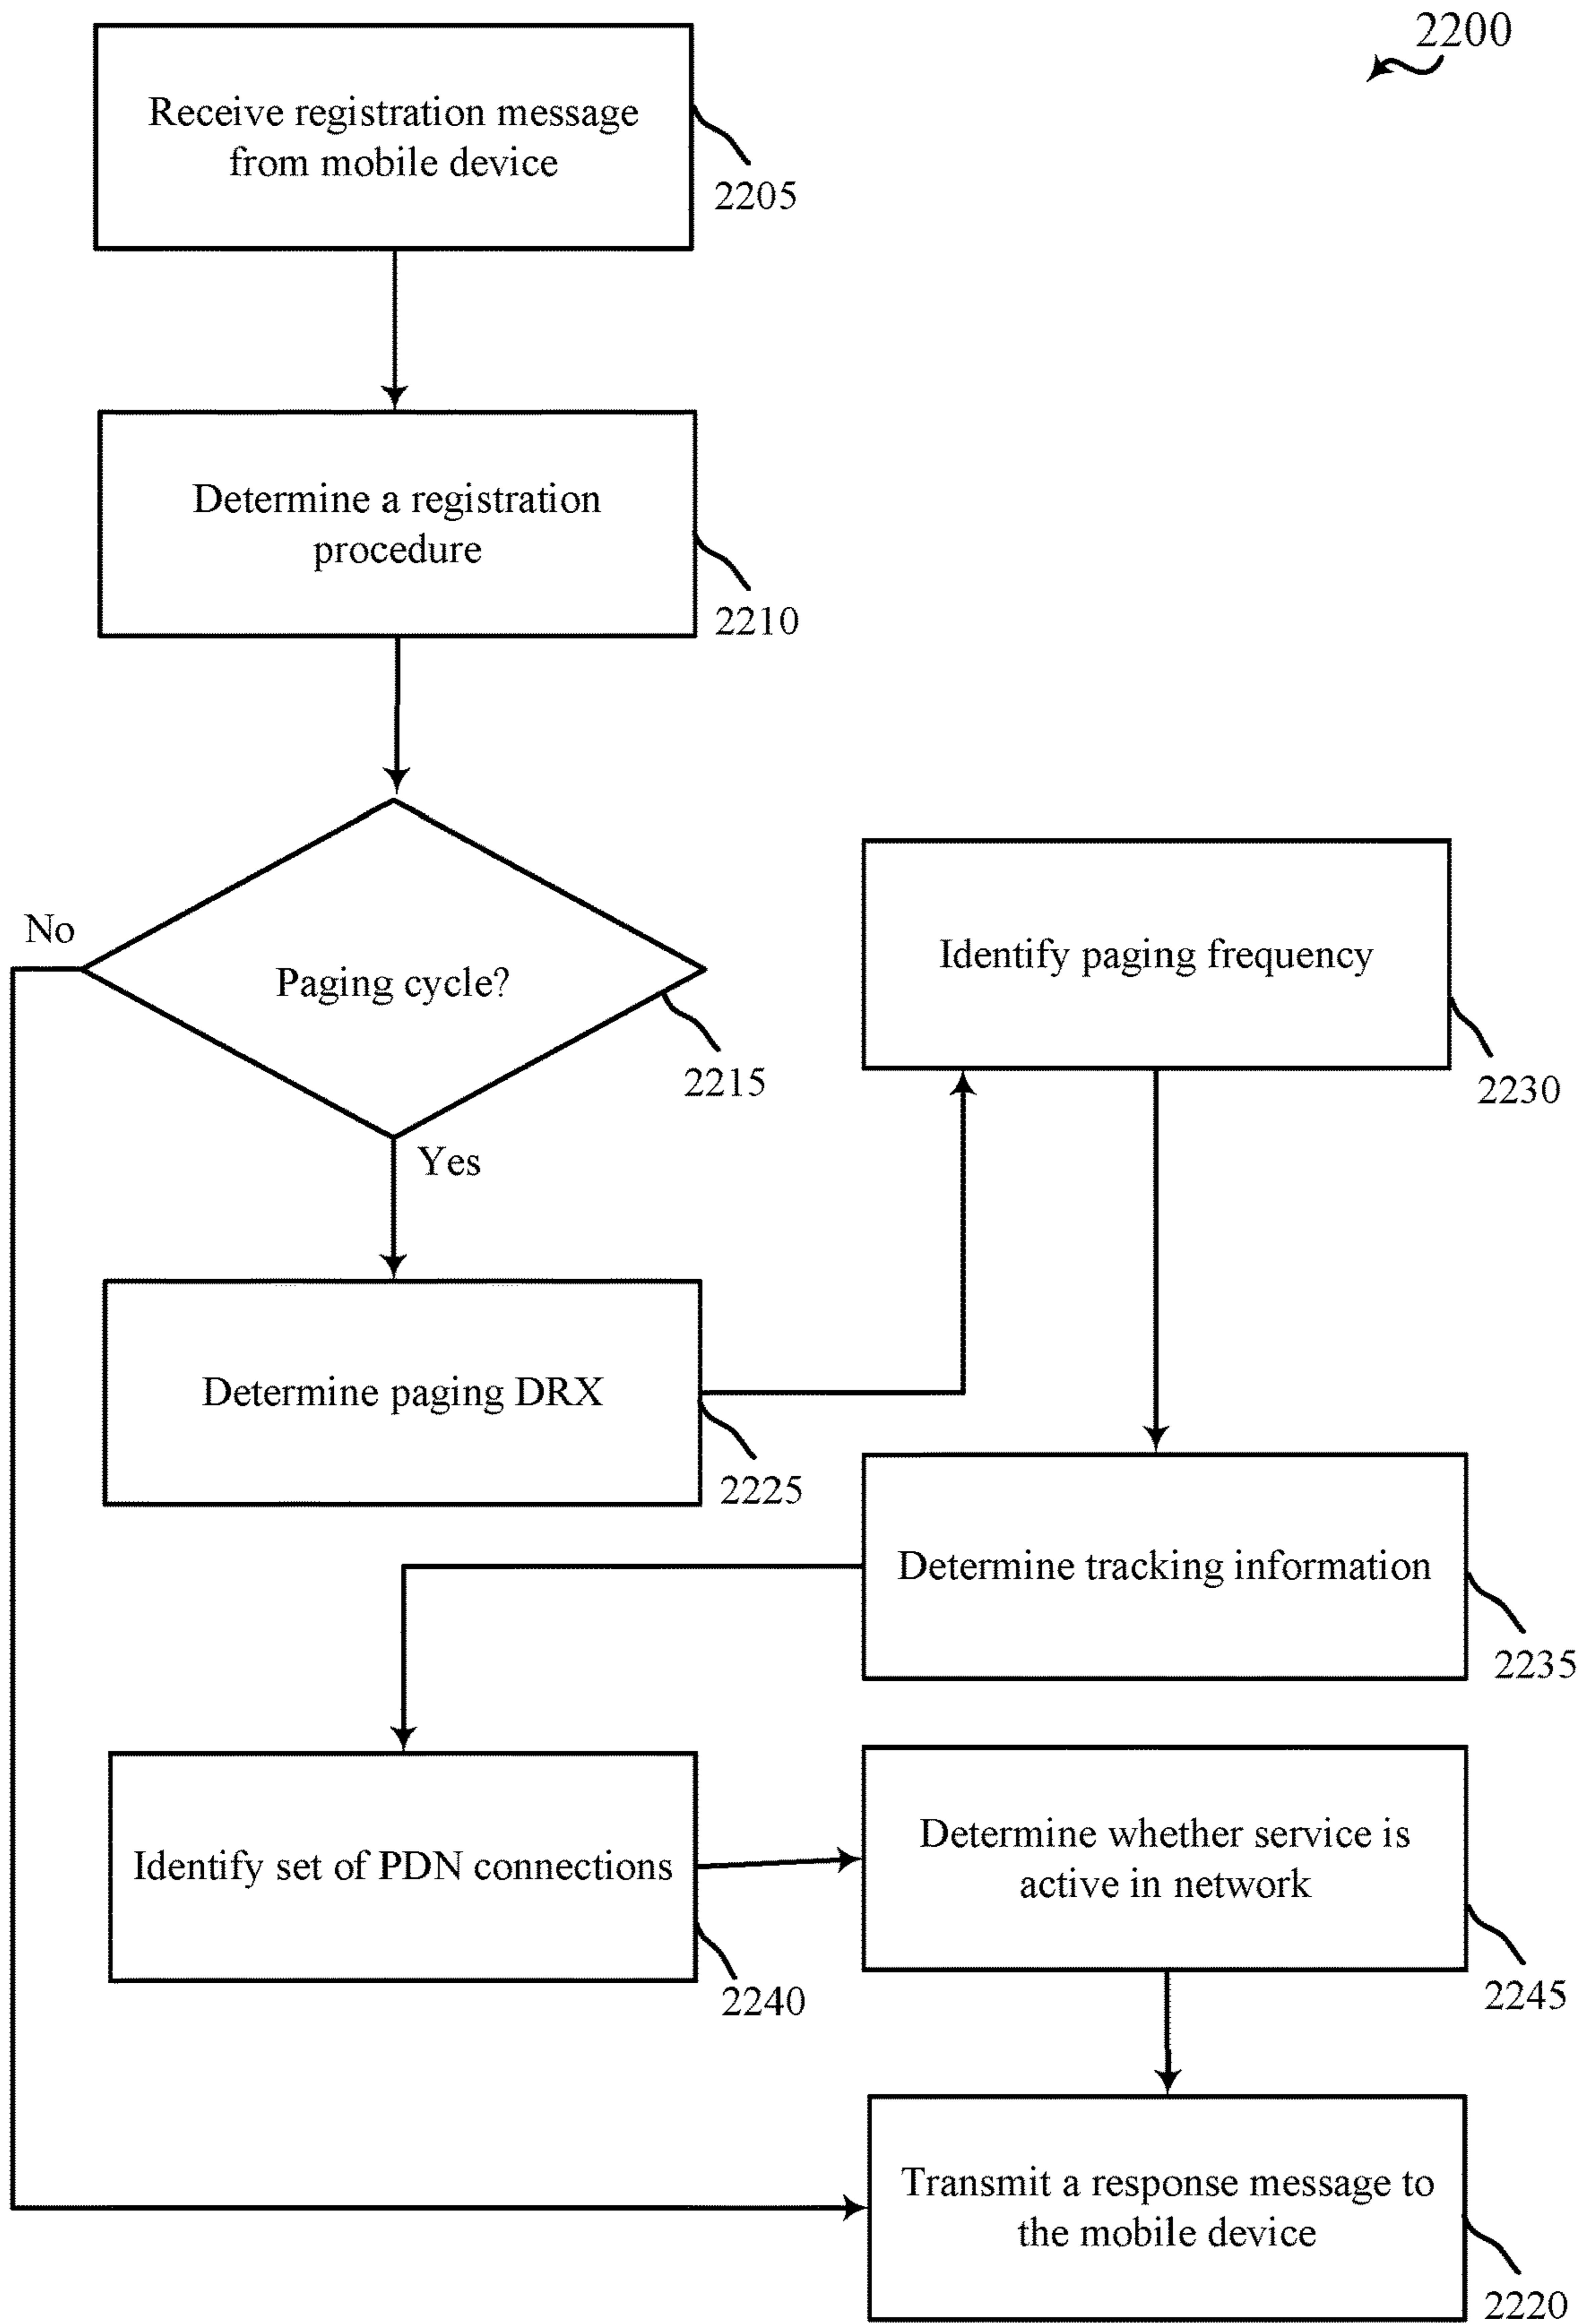 2200
Receive registration message
from mobile device
2205
Determine a registration
procedure
2210
No
Paging cycle?
2215
Yes
Identify paging frequency
2230
Determine paging DRX
2225
Determine tracking information
2235
Identify set of PDN connections
2240
Determine whether service is
active in network
2245
Transmit a response message to
the mobile device
2220